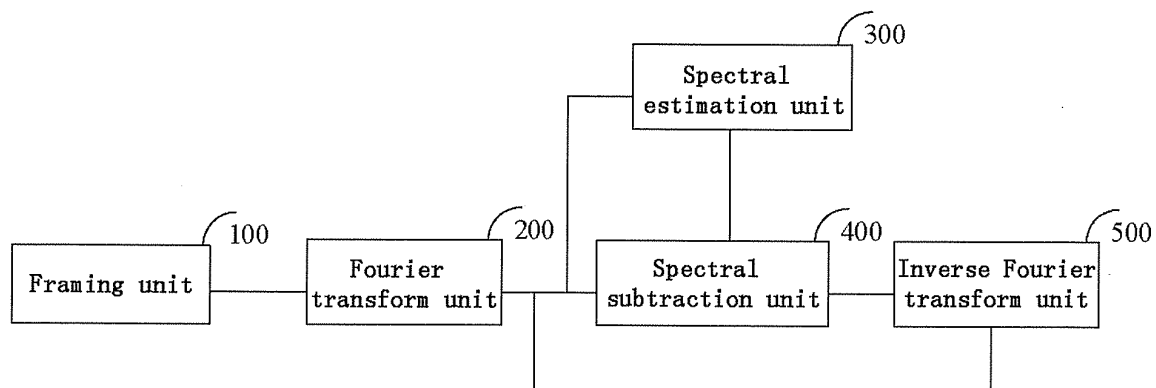 300
Spectral
estimation unit
100
Framing unit
200
Fourier
transform unit
400
Spectral
subtraction unit
500
Inverse Fourier
transform unit